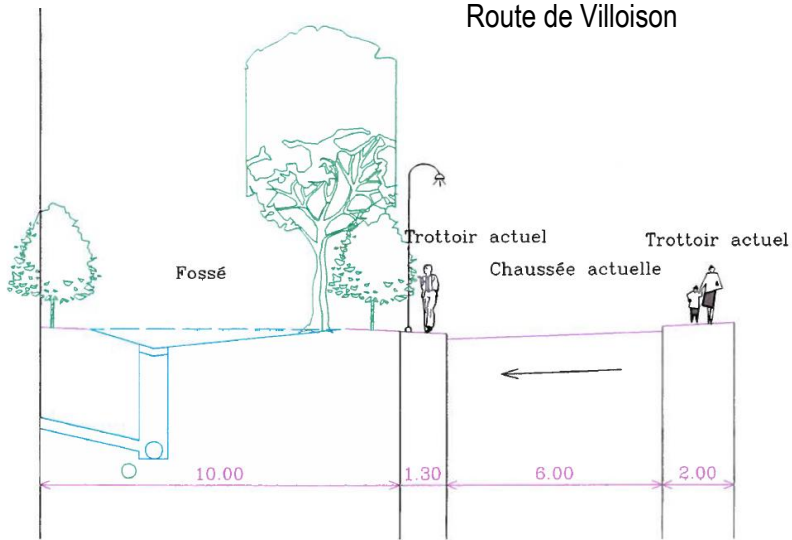 Route de Villoison
Trottoir actuel
Trottoir actuel
Fossé
Chaussée actuelle
10.00
1.30
6.00
2.00